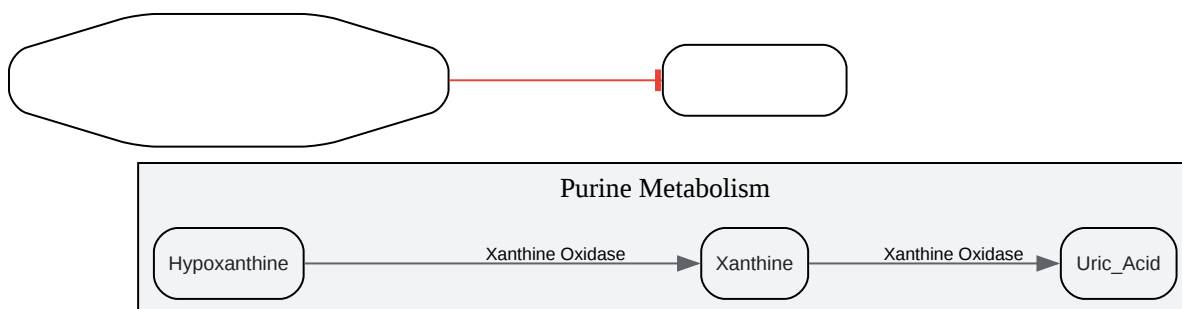 Purine Metabolism
Hypoxanthine
Xanthine Oxidase
Xanthine
Xanthine Oxidase
Uric_Acid